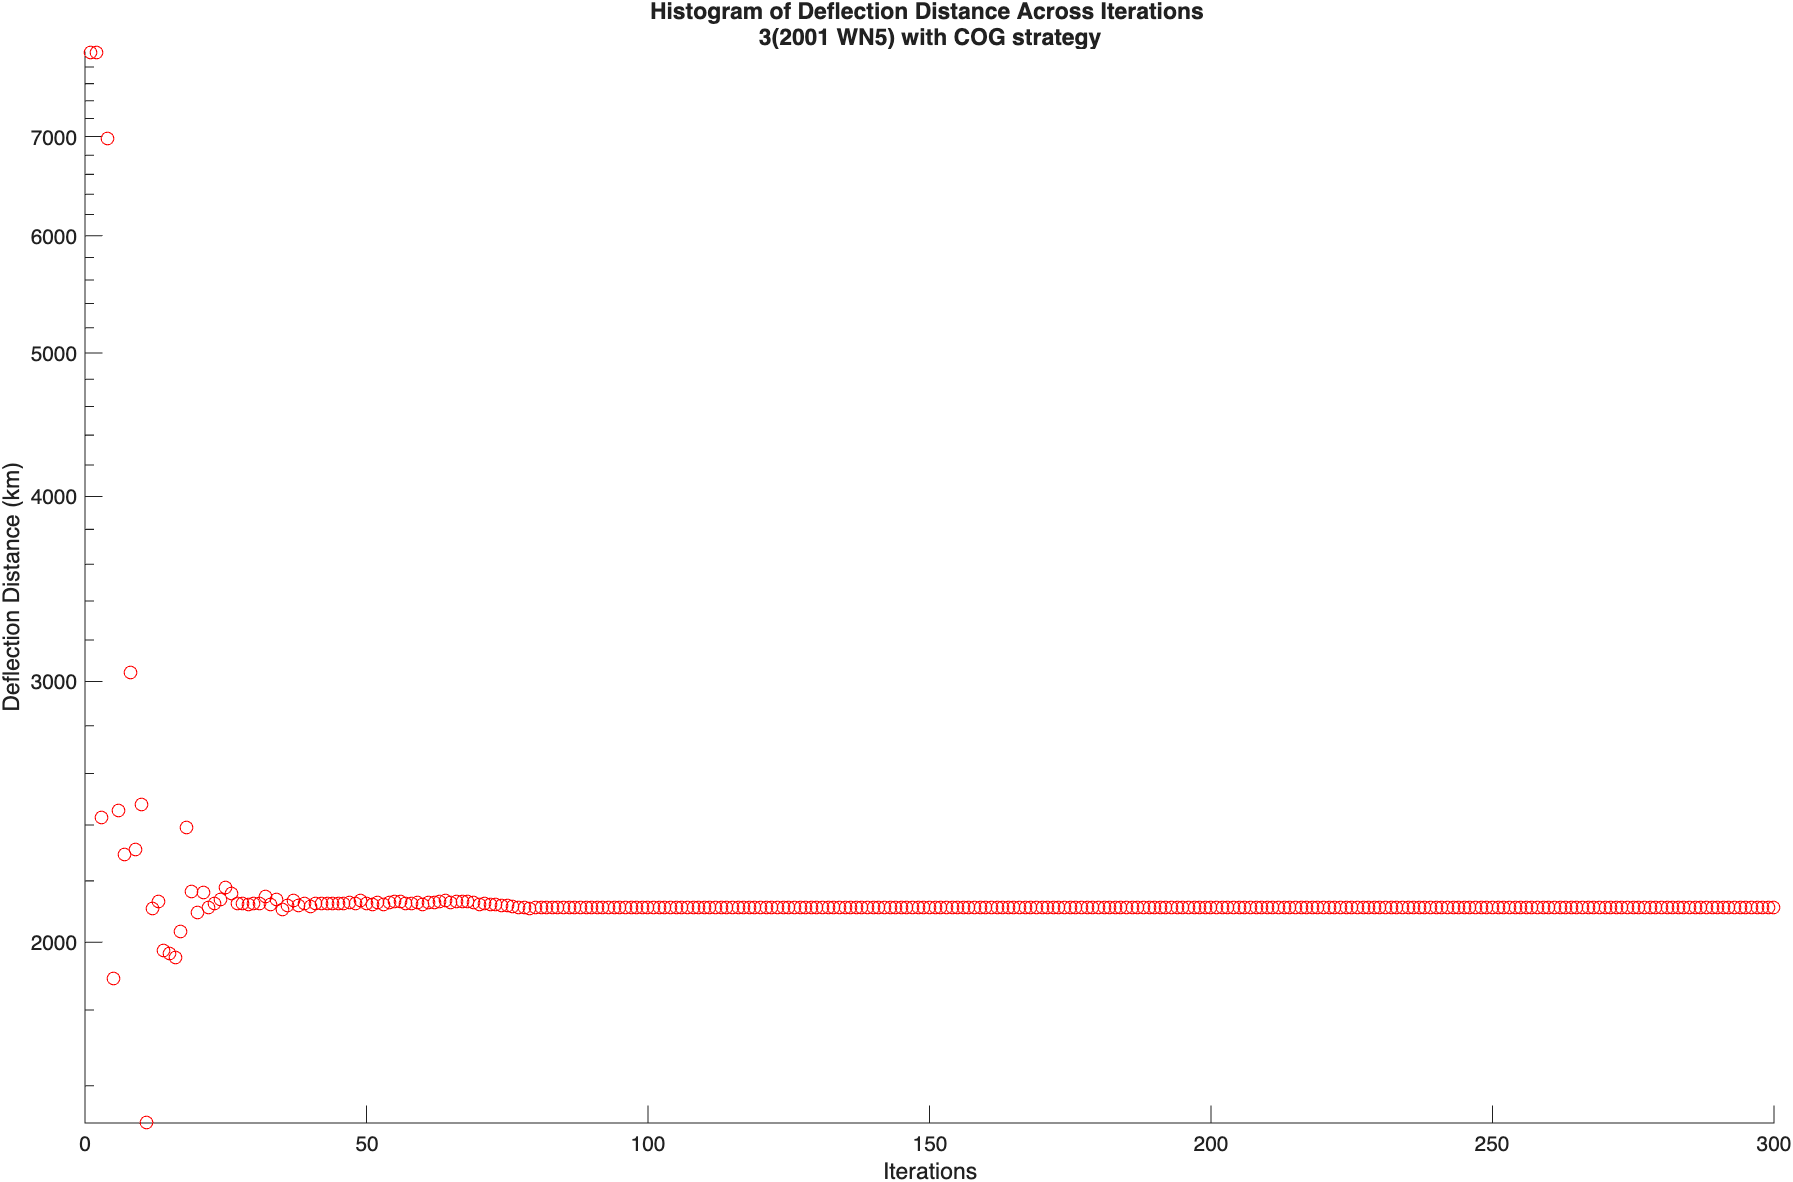 Histogram of Deflection Distance Across Iterations
3(2001 WN5) with COG strategy
Deflection Distance (km)
7000
6000
5000
4000
3000
2000
0 50 100 150 200 250 300
Iterations